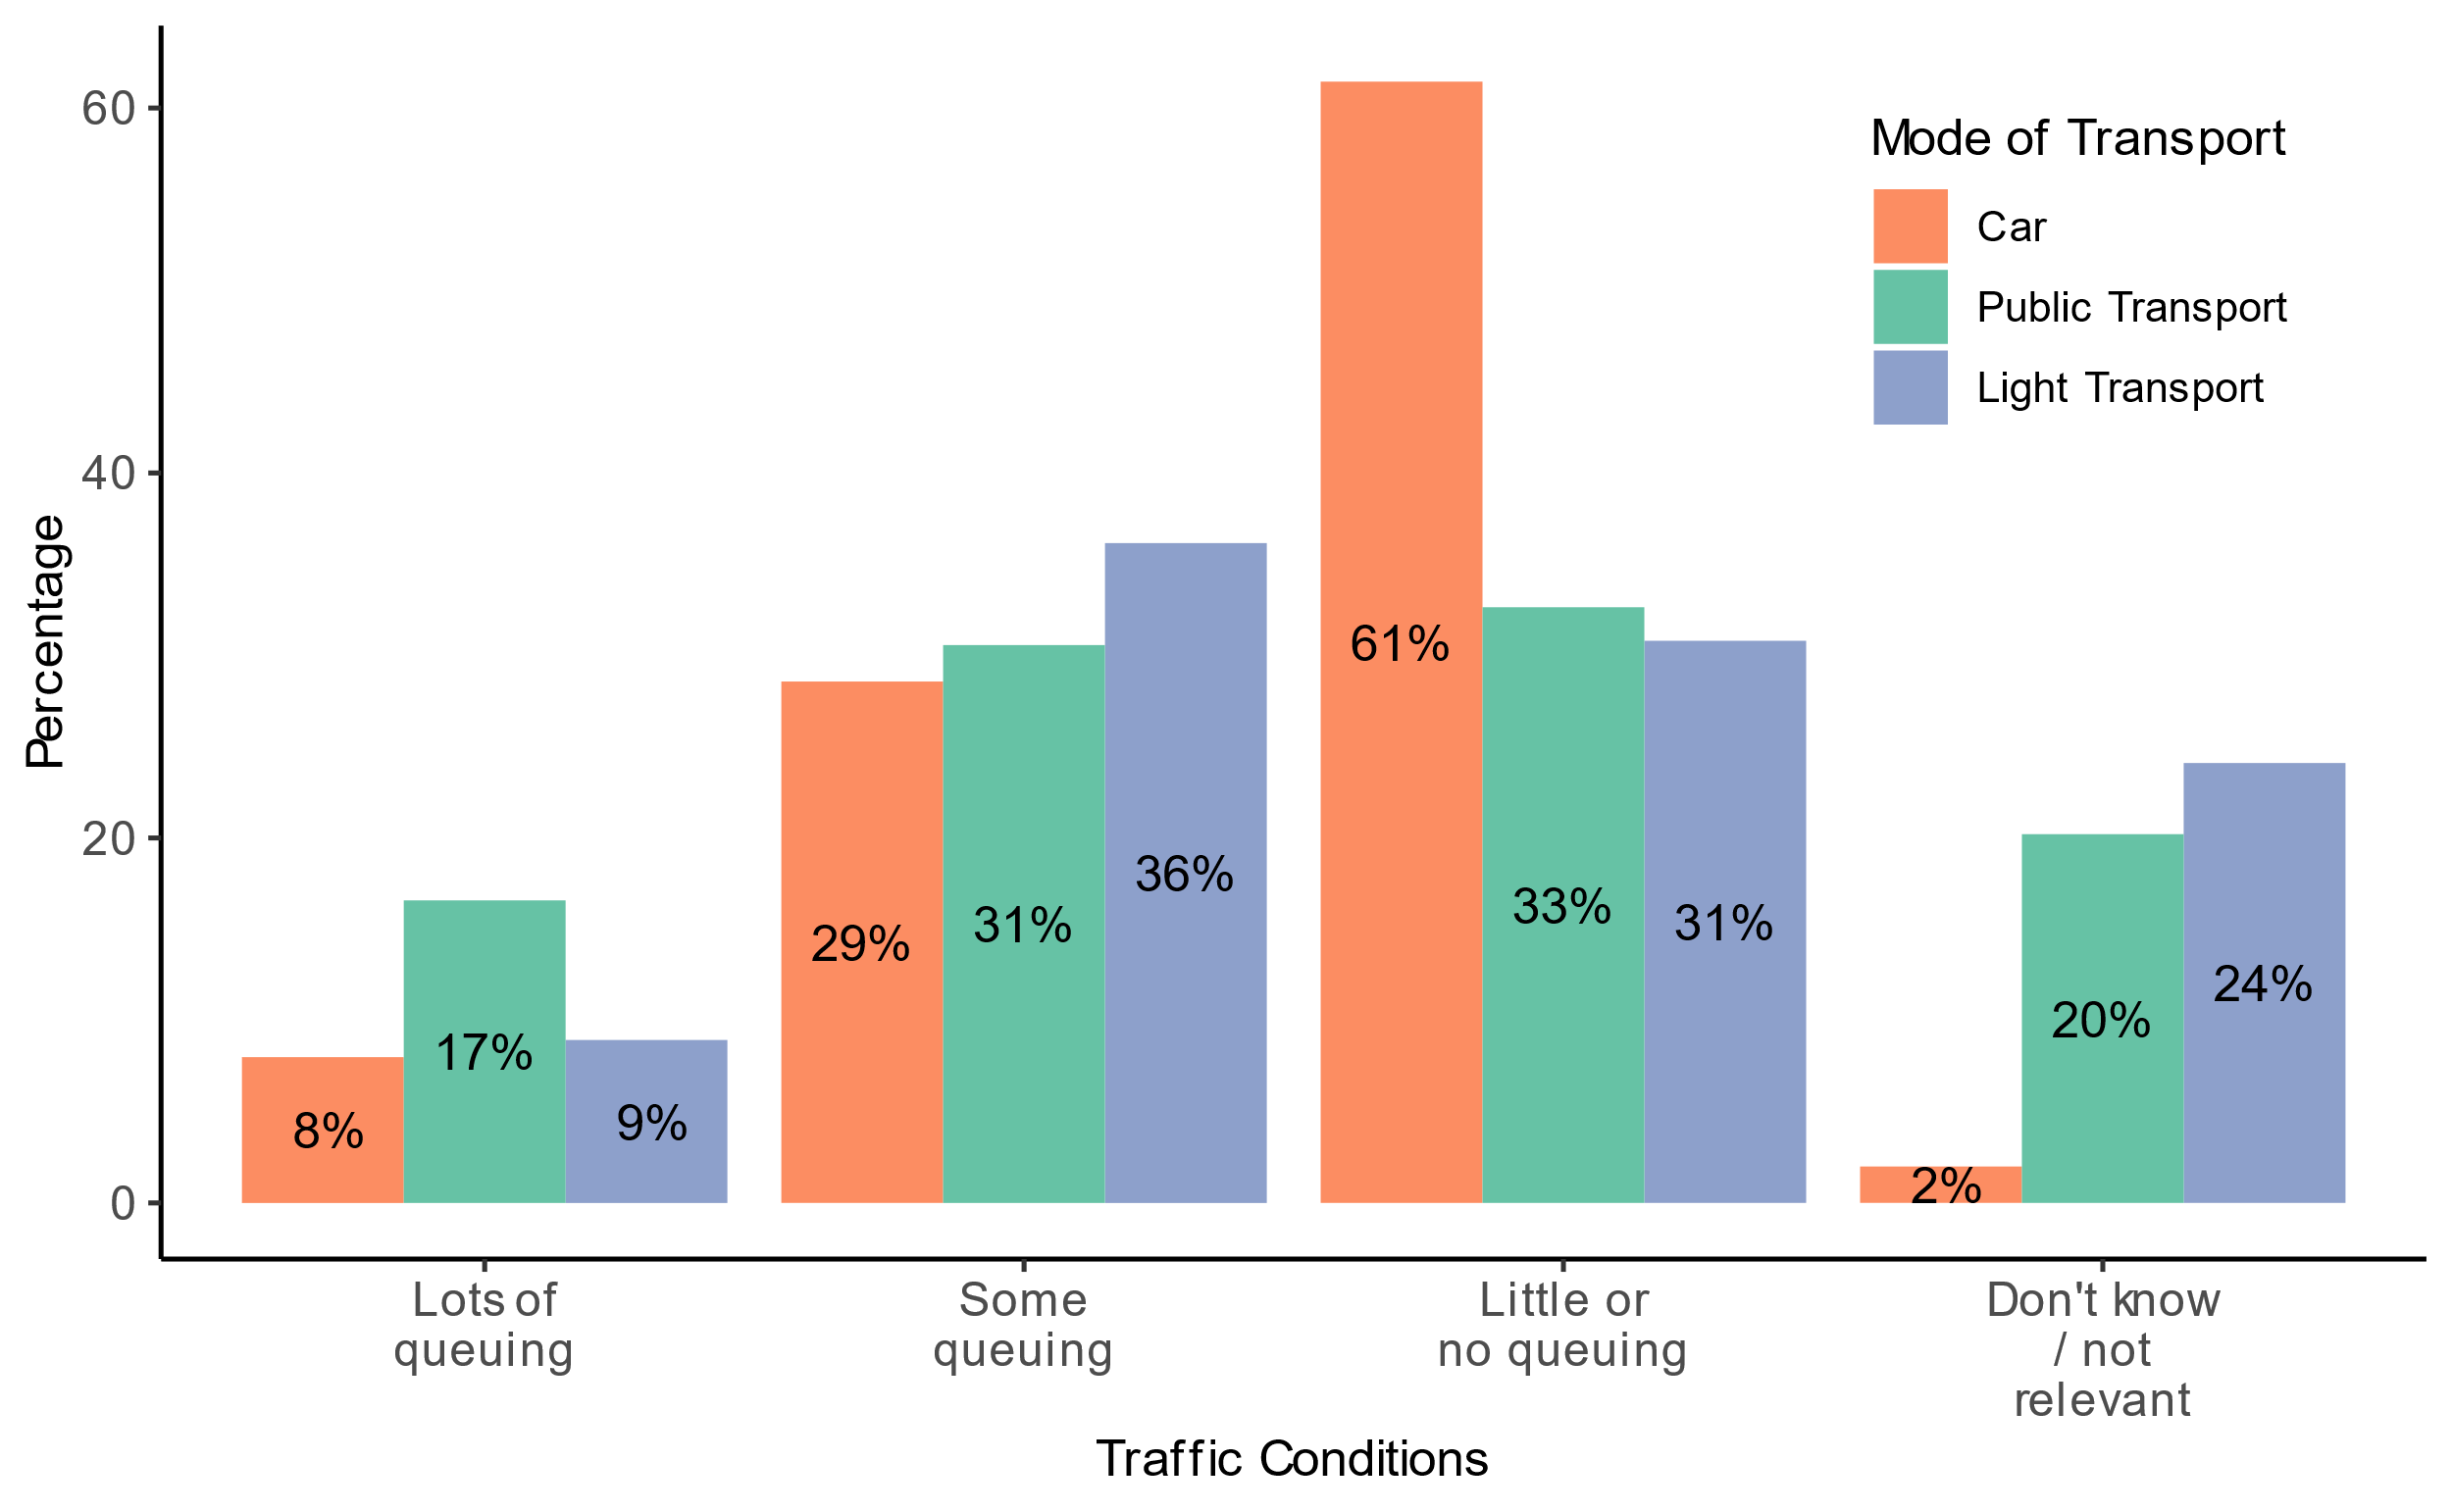 60
40
20
0
Percentage
Mode of Transport
Car
Public Transport
Light Transport
8%
17%
9%
29%
31%
36%
61%
33%
31%
2%
20%
24%
Lots of
queuing
Some
queuing
Little or
no queuing
Don't know
/ not
relevant
Traffic Conditions